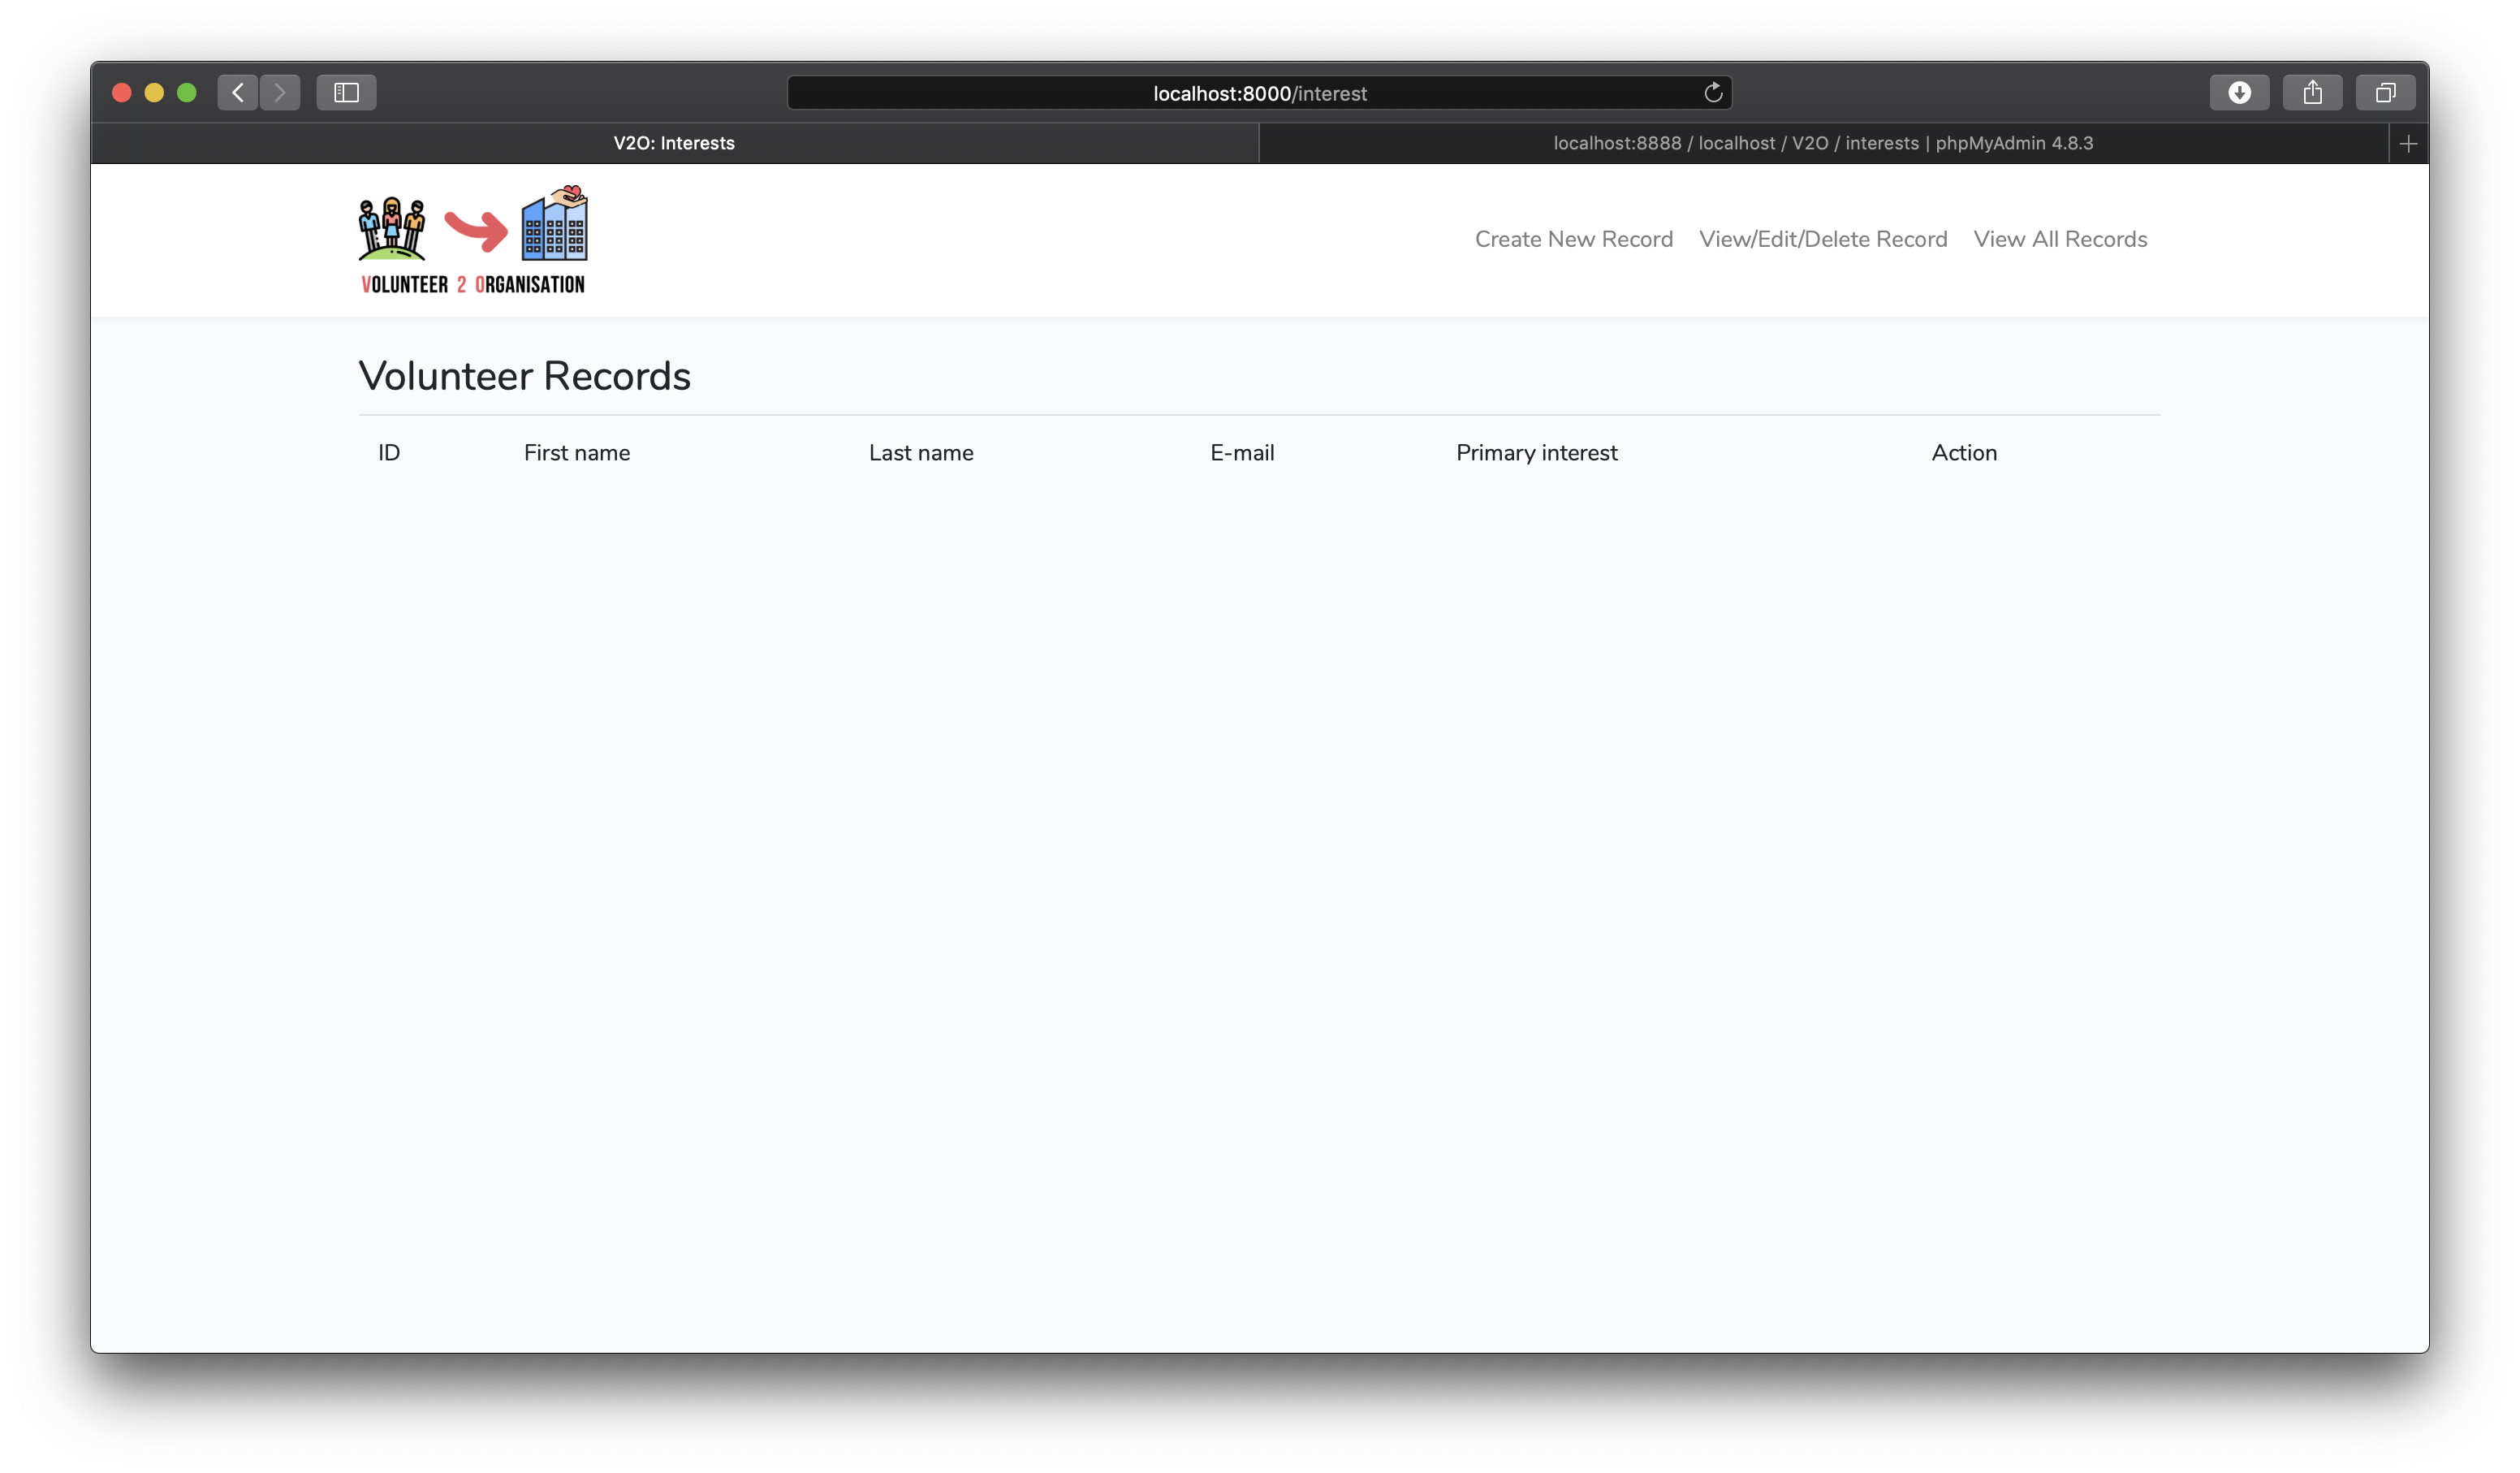 localhost:8000/interest
V2O: Interests
localhost:8888 / localhost / V2O / interests | phpMyAdmin 4.8.3
VOLUNTEER 2 ORGANISATION
Create New Record View/Edit/Delete Record View All Records
Volunteer Records
ID First name Last name E-mail Primary interest Action